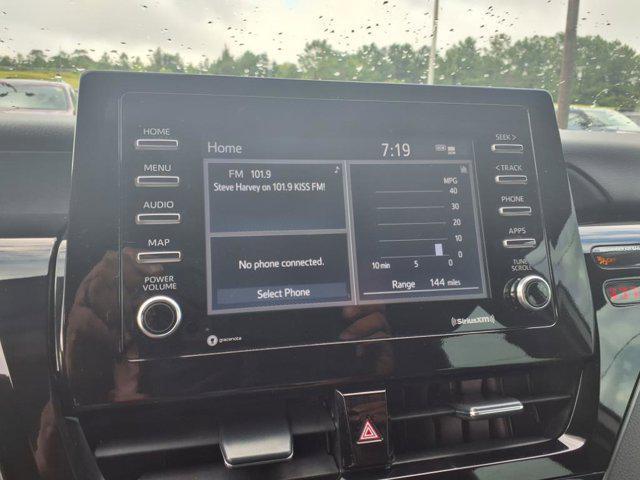 HOME
MENU
AUDIO
MAP
POWER
VOLUME
Home
7:19
FM 101.9
Steve Harvey on 101.9 KISS FM!
No phone connected.
Select Phone
MPG
40
30
20
10
0
10 min 5 0
Range 144 miles
SEEK >
< TRACK
PHONE
APPS
TUNE
SCROLL
gracenote
SiriusXM